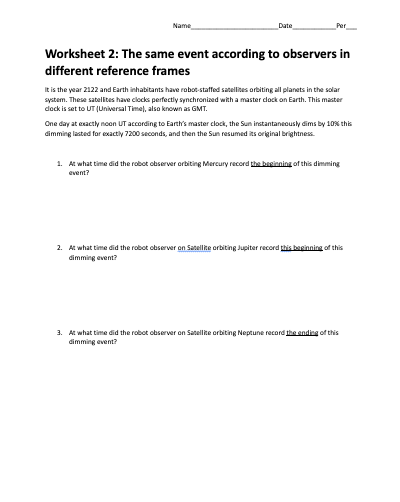 Name________________________Date____________Per___
Worksheet 2: The same event according to observers in
different reference frames
It is the year 2122 and Earth inhabitants have robot-staffed satellites orbiting all planets in the solar
system. These satellites have clocks perfectly synchronized with a master clock on Earth. This master
clock is set to UT (Universal Time), also known as GMT.
One day at exactly noon UT according to Earth's master clock, the Sun instantaneously dims by 10% this
dimming lasted for exactly 7200 seconds, and then the Sun resumed its original brightness.
1. At what time did the robot observer orbiting Mercury record the beginning of this dimming
event?
2. At what time did the robot observer on Satellite orbiting Jupiter record this beginning of this
dimming event?
3. At what time did the robot observer on Satellite orbiting Neptune record the ending of this
dimming event?